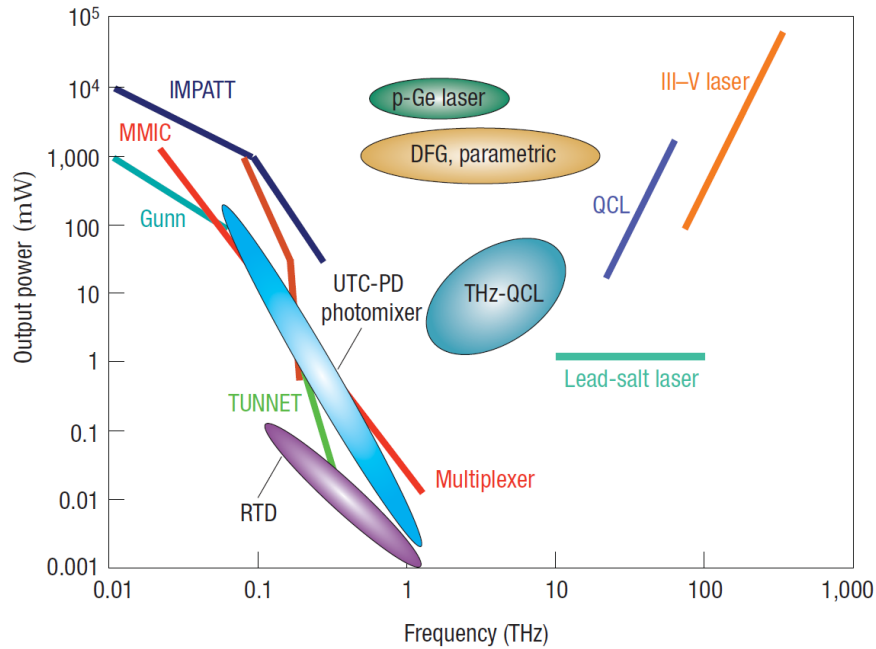 10⁵
10⁴
1,000
100
10
1
0.1
0.01
0.001
Output power (mW)
IMPATT
MMIC
Gunn
p-Ge laser
DFG, parametric
III–V laser
QCL
UTC-PD
photomixer
THz-QCL
Lead-salt laser
TUNNET
RTD
Multiplexer
0.01
0.1
1
10
100
1,000
Frequency (THz)